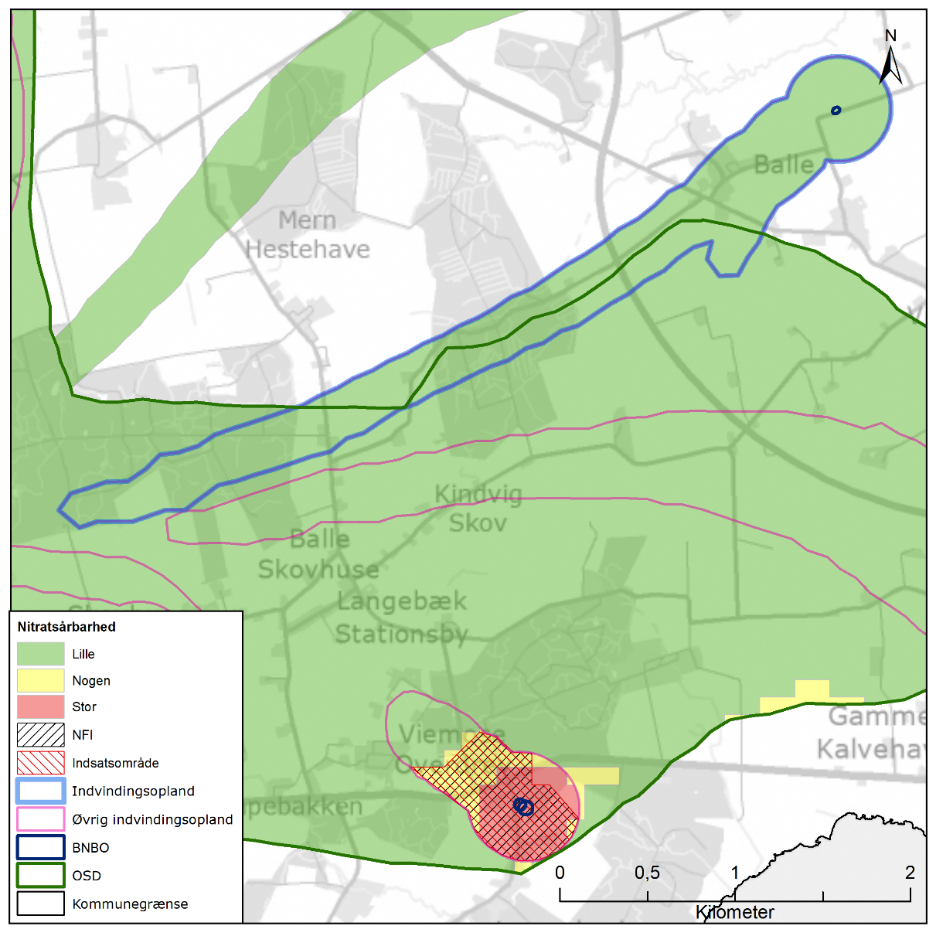 N
Balle
Mern
Hestehave
Kindvig
Skov
Balle
Skovhuse
Langebæk
Stationsby
Gamme
Kalvehav
pebakken
0
0,5
1
2
Kilometer
Nitratsårbarhed
Lille
Nogen
Stor
NFI
Indsatsområde
Indvindingsopland
Øvrig indvindingsopland
BNBO
OSD
Kommunegrænse